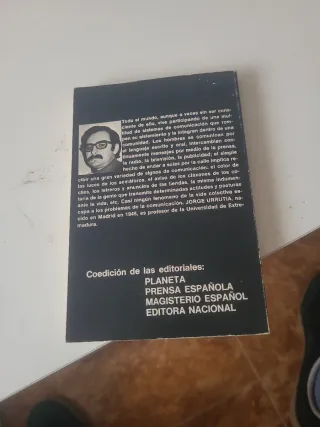 Todo el mundo, aunque a veces sin ser cons-
ciente de ello, vive participando de una mul-
titud de sistemas de comunicación que con-
dicionan su aislamiento y le integran dentro de una
comunidad. Los hombres se comunican por
el lenguaje escrito y oral, intercambian con-
tinuamente mensajes por medio de la prensa,
la radio, la televisión, la publicidad; el simple
hecho de andar a solas por la calle implica re-
cibir una gran variedad de signos de comunicación: el color de
las luces de los semáforos, el aviso de los claxones de los co-
ches, los letreros y anuncios de las tiendas, la misma indumen-
taria de la gente que transmite determinadas actitudes y posturas
ante la vida, etc. Casi ningún fenómeno de la vida colectiva es-
capa a los problemas de la comunicación. JORGE URRUTIA, na-
cido en Madrid en 1945, es profesor de la Universidad de Extre-
madura.
Coedición de las editoriales:
PLANETA
PRENSA ESPAÑOLA
MAGISTERIO ESPAÑOL
EDITORA NACIONAL